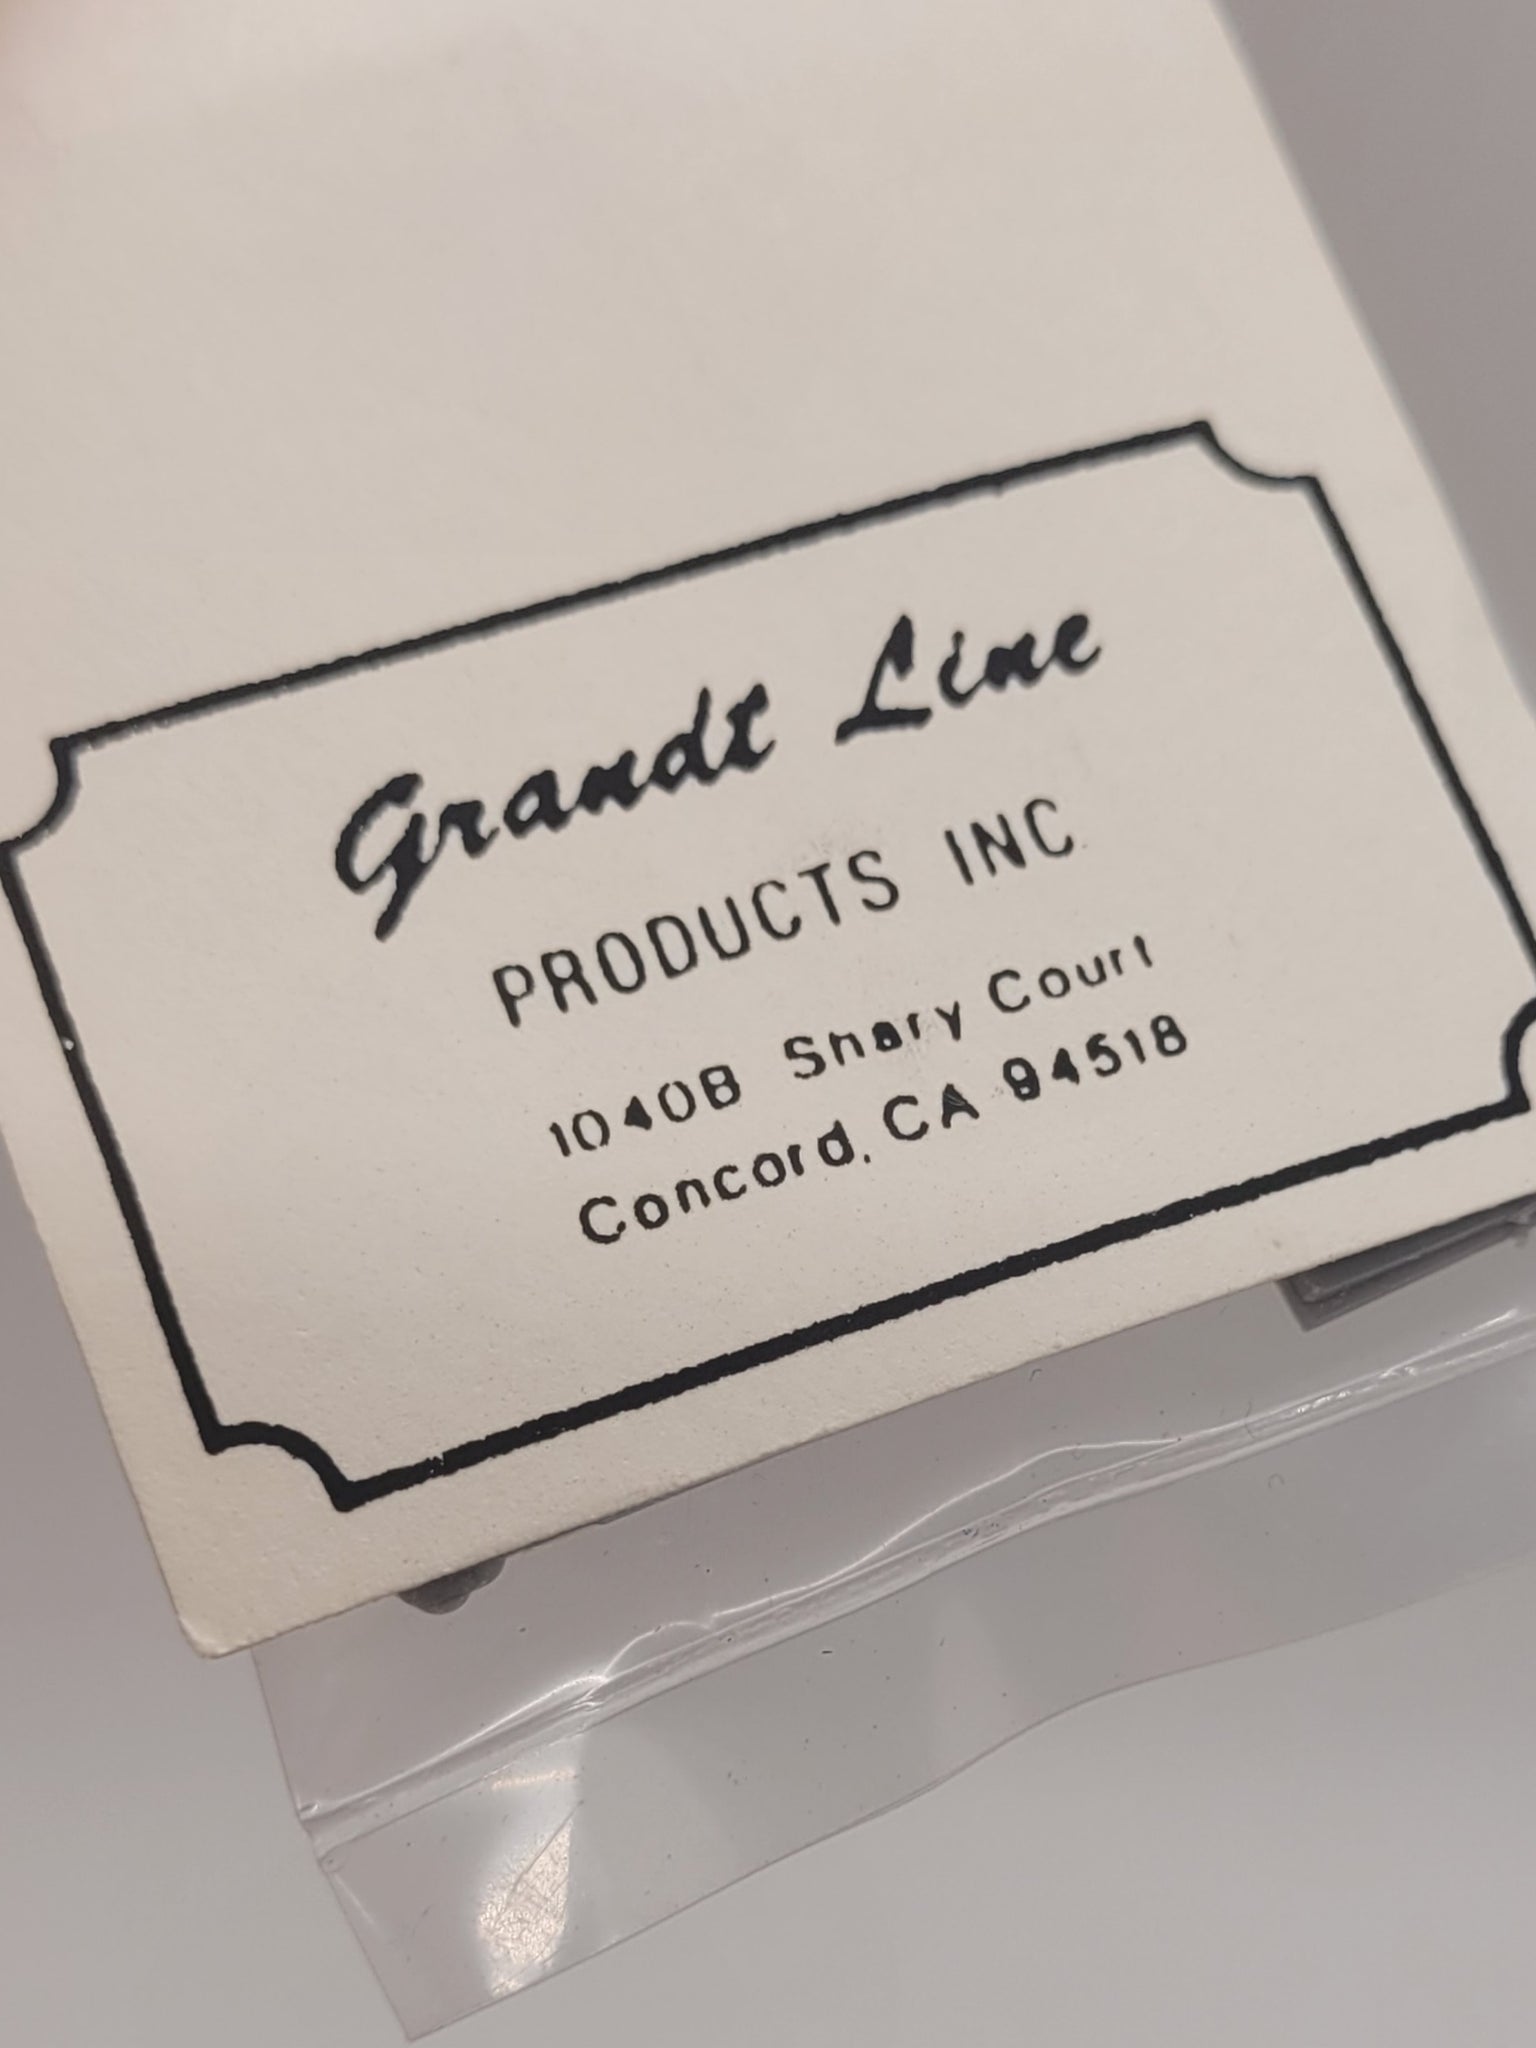 Grandt Line
PRODUCTS INC.
1040B Shary Court
Concord, CA 94518